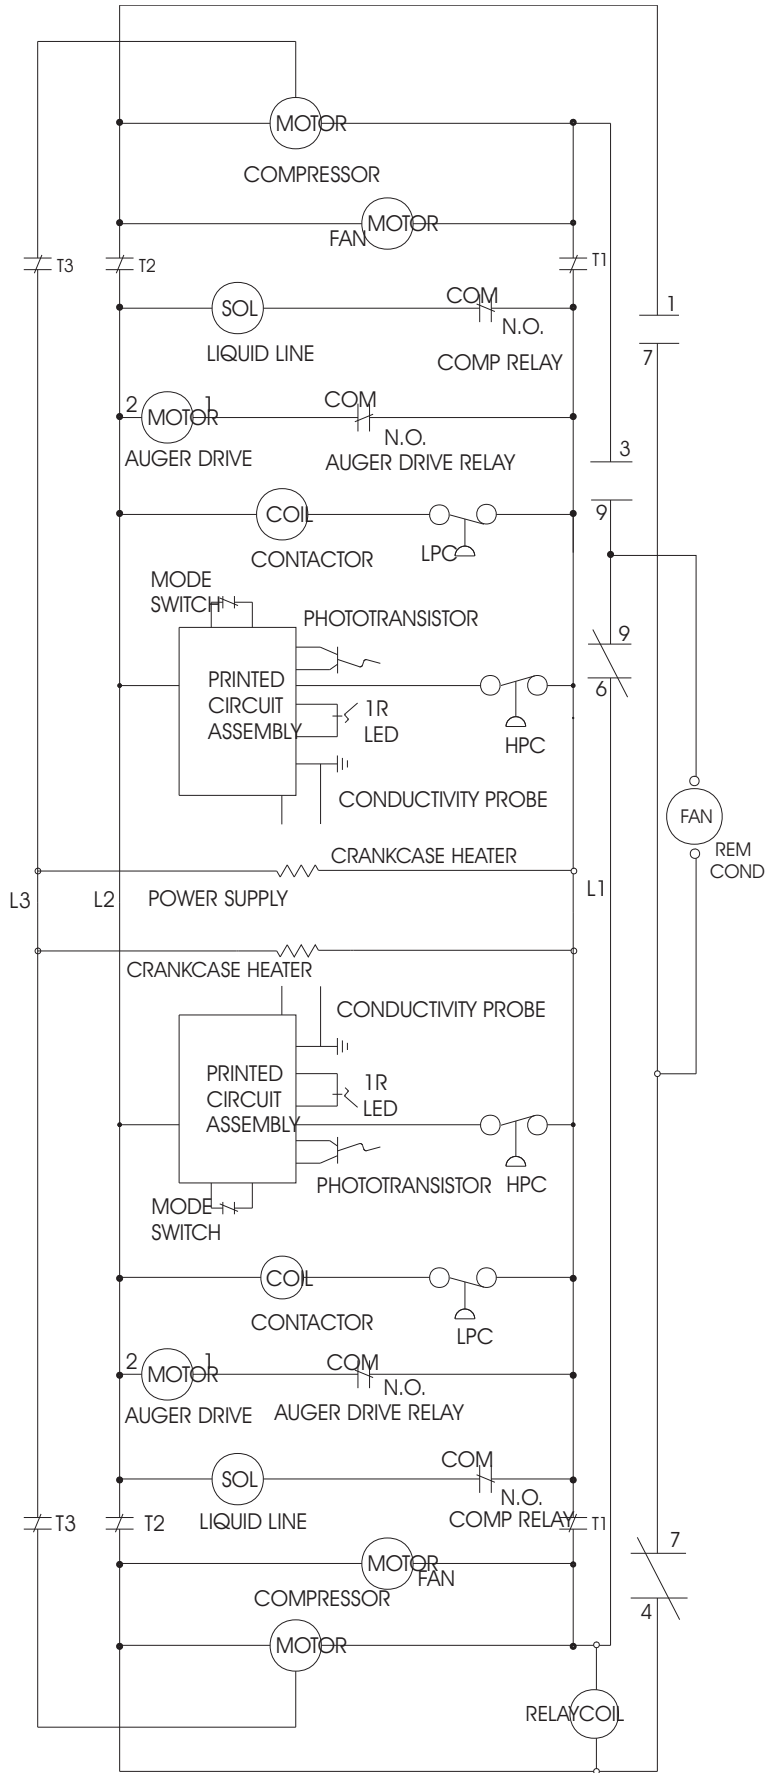 MOTOR
COMPRESSOR
MOTOR
FAN
T3
T2
T1
SOL
COM
N.O.
LIQUID LINE
COMP RELAY
1
7
2
1
MOTOR
COM
N.O.
AUGER DRIVE
AUGER DRIVE RELAY
3
9
COIL
CONTACTOR
LPC
MODE
SWITCH
PHOTOTRANSISTOR
9
6
PRINTED
CIRCUIT
ASSEMBLY
1R
LED
HPC
CONDUCTIVITY PROBE
FAN
REM
COND
CRANKCASE HEATER
L3
L2
POWER SUPPLY
L1
CRANKCASE HEATER
CONDUCTIVITY PROBE
PRINTED
CIRCUIT
ASSEMBLY
1R
LED
PHOTOTRANSISTOR
HPC
MODE
SWITCH
COIL
CONTACTOR
LPC
2
1
MOTOR
COM
N.O.
AUGER DRIVE
AUGER DRIVE RELAY
SOL
COM
N.O.
LIQUID LINE
COMP RELAY
T3
T2
T1
7
4
MOTOR
FAN
COMPRESSOR
MOTOR
RELAYCOIL